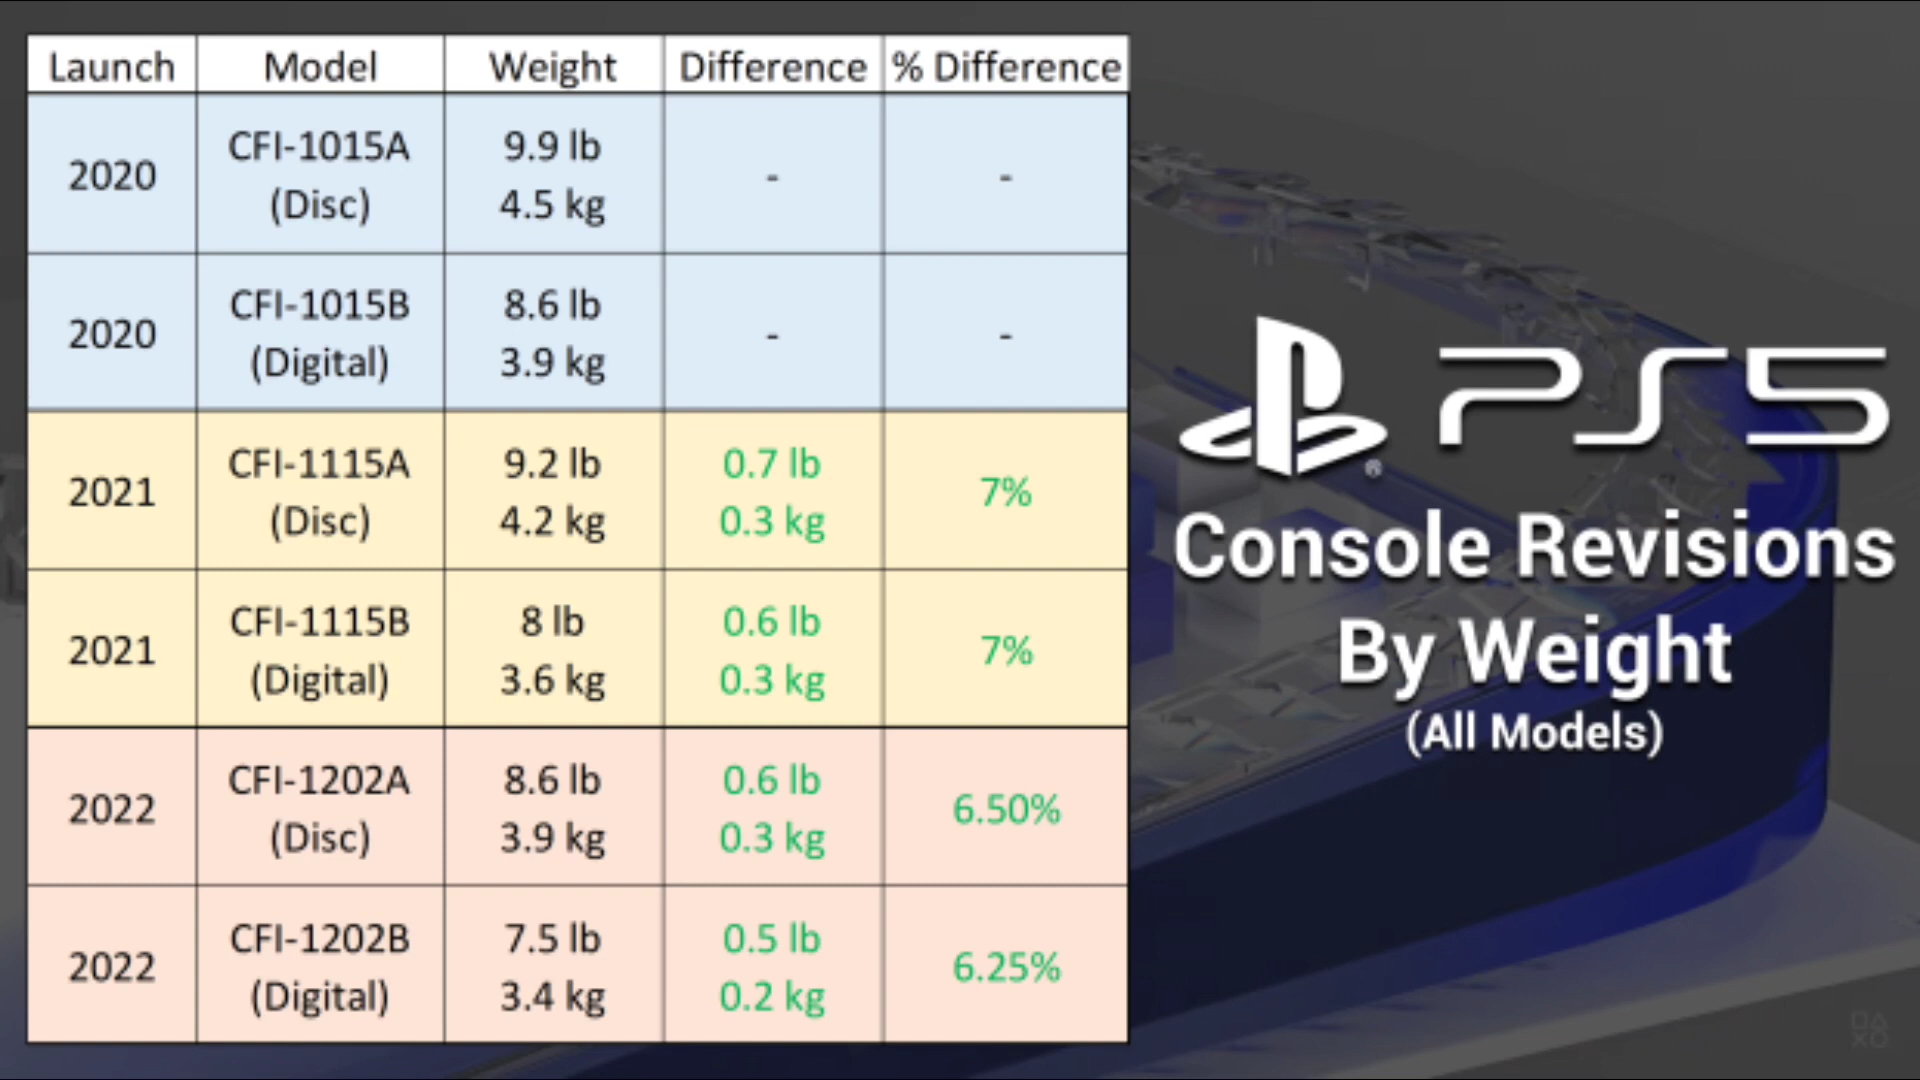 Launch Model Weight Difference % Difference
2020 CFI-1015A (Disc) 9.9 lb 4.5 kg - -
2020 CFI-1015B (Digital) 8.6 lb 3.9 kg - -
2021 CFI-1115A (Disc) 9.2 lb 4.2 kg 0.7 lb 0.3 kg 7%
2021 CFI-1115B (Digital) 8 lb 3.6 kg 0.6 lb 0.3 kg 7%
2022 CFI-1202A (Disc) 8.6 lb 3.9 kg 0.6 lb 0.3 kg 6.50%
2022 CFI-1202B (Digital) 7.5 lb 3.4 kg 0.5 lb 0.2 kg 6.25%
PS5
®
Console Revisions
By Weight
(All Models)